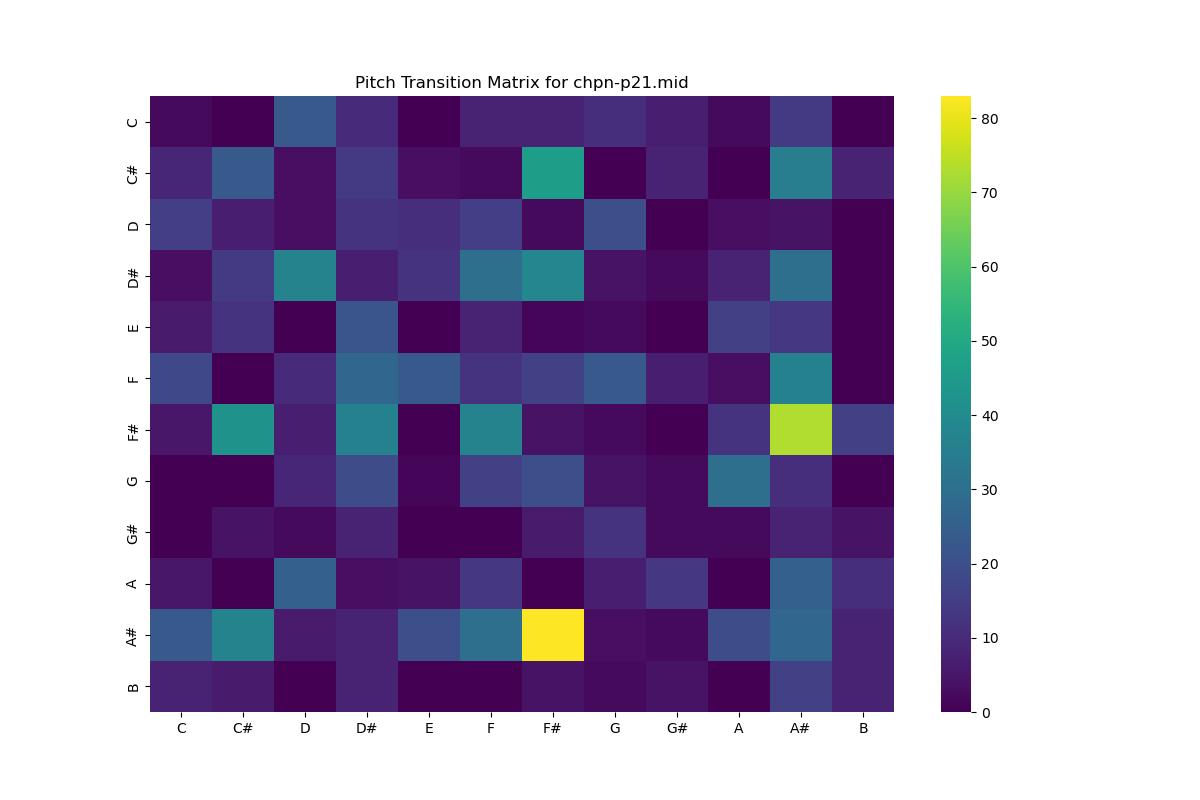 Pitch Transition Matrix for chpn-p21.mid
C
C#
D
D#
E
F
F#
G
G#
A
A#
B
C C# D D# E F F# G G# A A# B
80
70
60
50
40
30
20
10
0